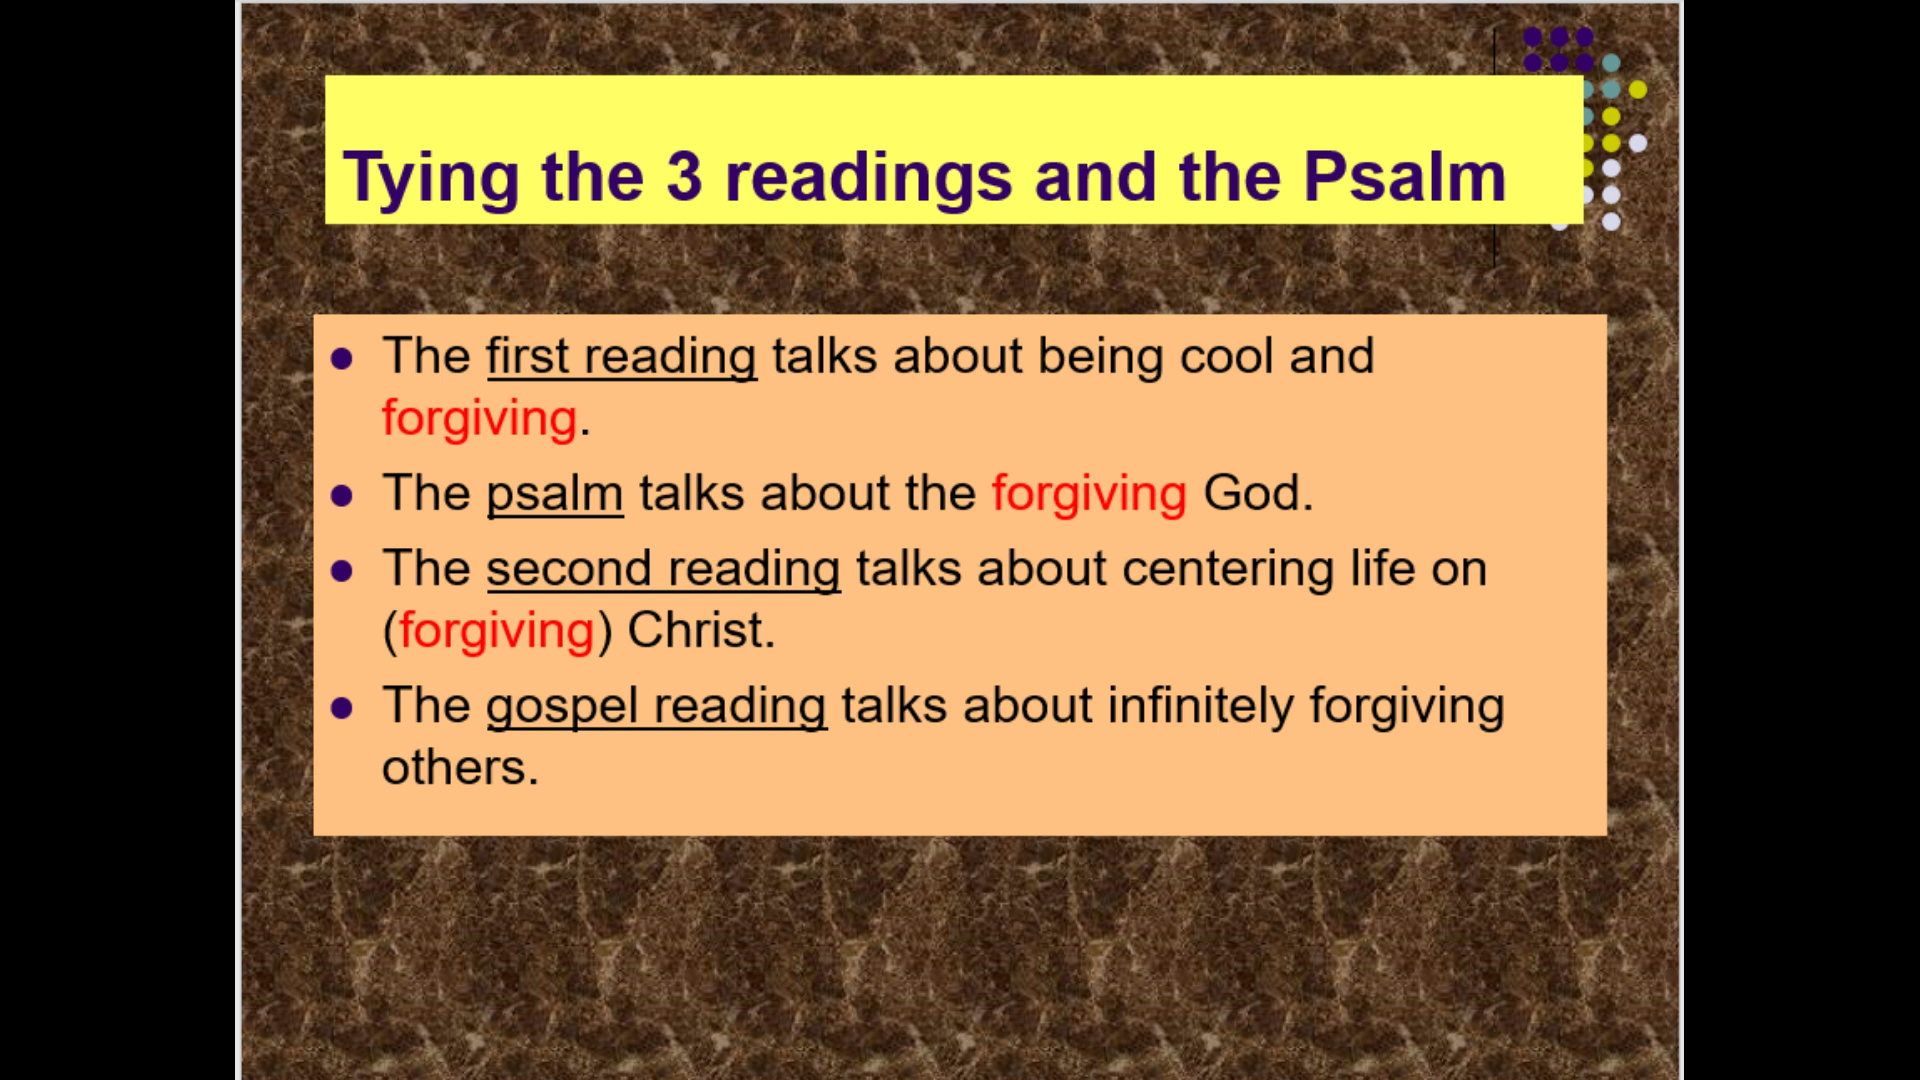 Tying the 3 readings and the Psalm
● The first reading talks about being cool and
forgiving.
● The psalm talks about the forgiving God.
● The second reading talks about centering life on
(forgiving) Christ.
● The gospel reading talks about infinitely forgiving
others.